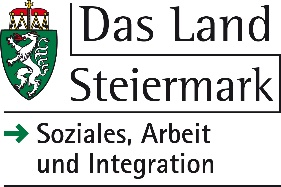 Das Land
Steiermark
→ Soziales, Arbeit
und Integration